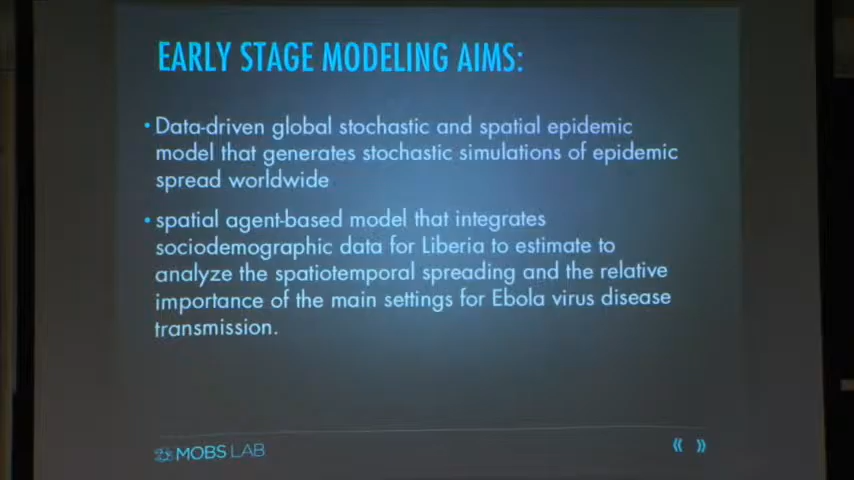 EARLY STAGE MODELING AIMS:
• Data-driven global stochastic and spatial epidemic
model that generates stochastic simulations of epidemic
spread worldwide
• spatial agent-based model that integrates
sociodemographic data for Liberia to estimate to
analyze the spatiotemporal spreading and the relative
importance of the main settings for Ebola virus disease
transmission.
MOBS LAB
« »